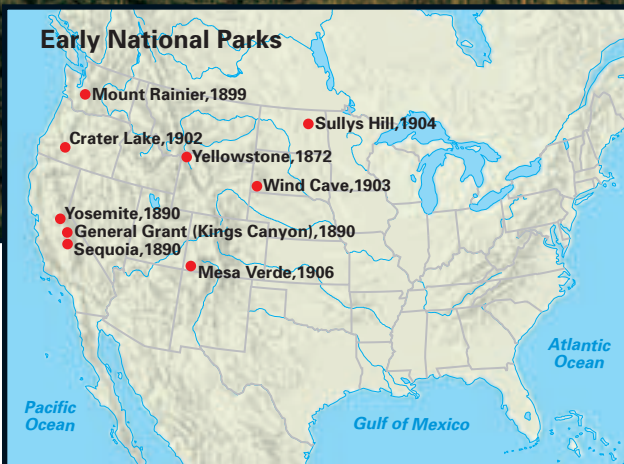 Early National Parks
Mount Rainier,1899
Sullys Hill,1904
Crater Lake,1902
Yellowstone,1872
Wind Cave,1903
Yosemite,1890
General Grant (Kings Canyon),1890
Sequoia,1890
Mesa Verde,1906
Atlantic
Ocean
Pacific
Ocean
Gulf of Mexico